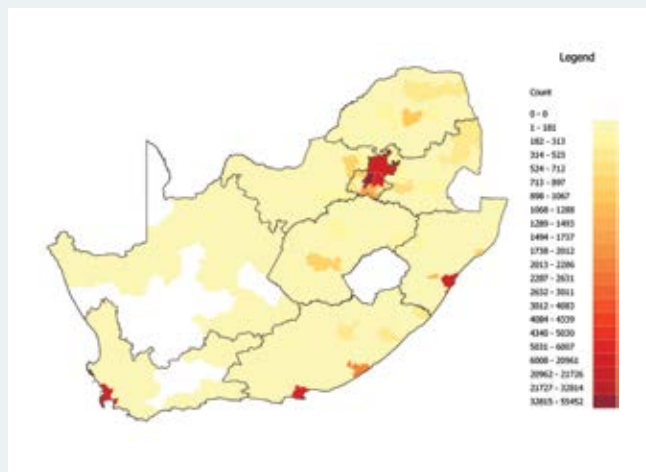 Legend
Count
0 - 0
1 - 181
182 - 313
314 - 523
524 - 712
713 - 897
898 - 1067
1068 - 1288
1289 - 1493
1494 - 1737
1738 - 2012
2013 - 2286
2287 - 2631
2632 - 3011
3012 - 4083
4084 - 4339
4340 - 5030
5031 - 6007
6008 - 20961
20962 - 21726
21727 - 32814
32815 - 55452